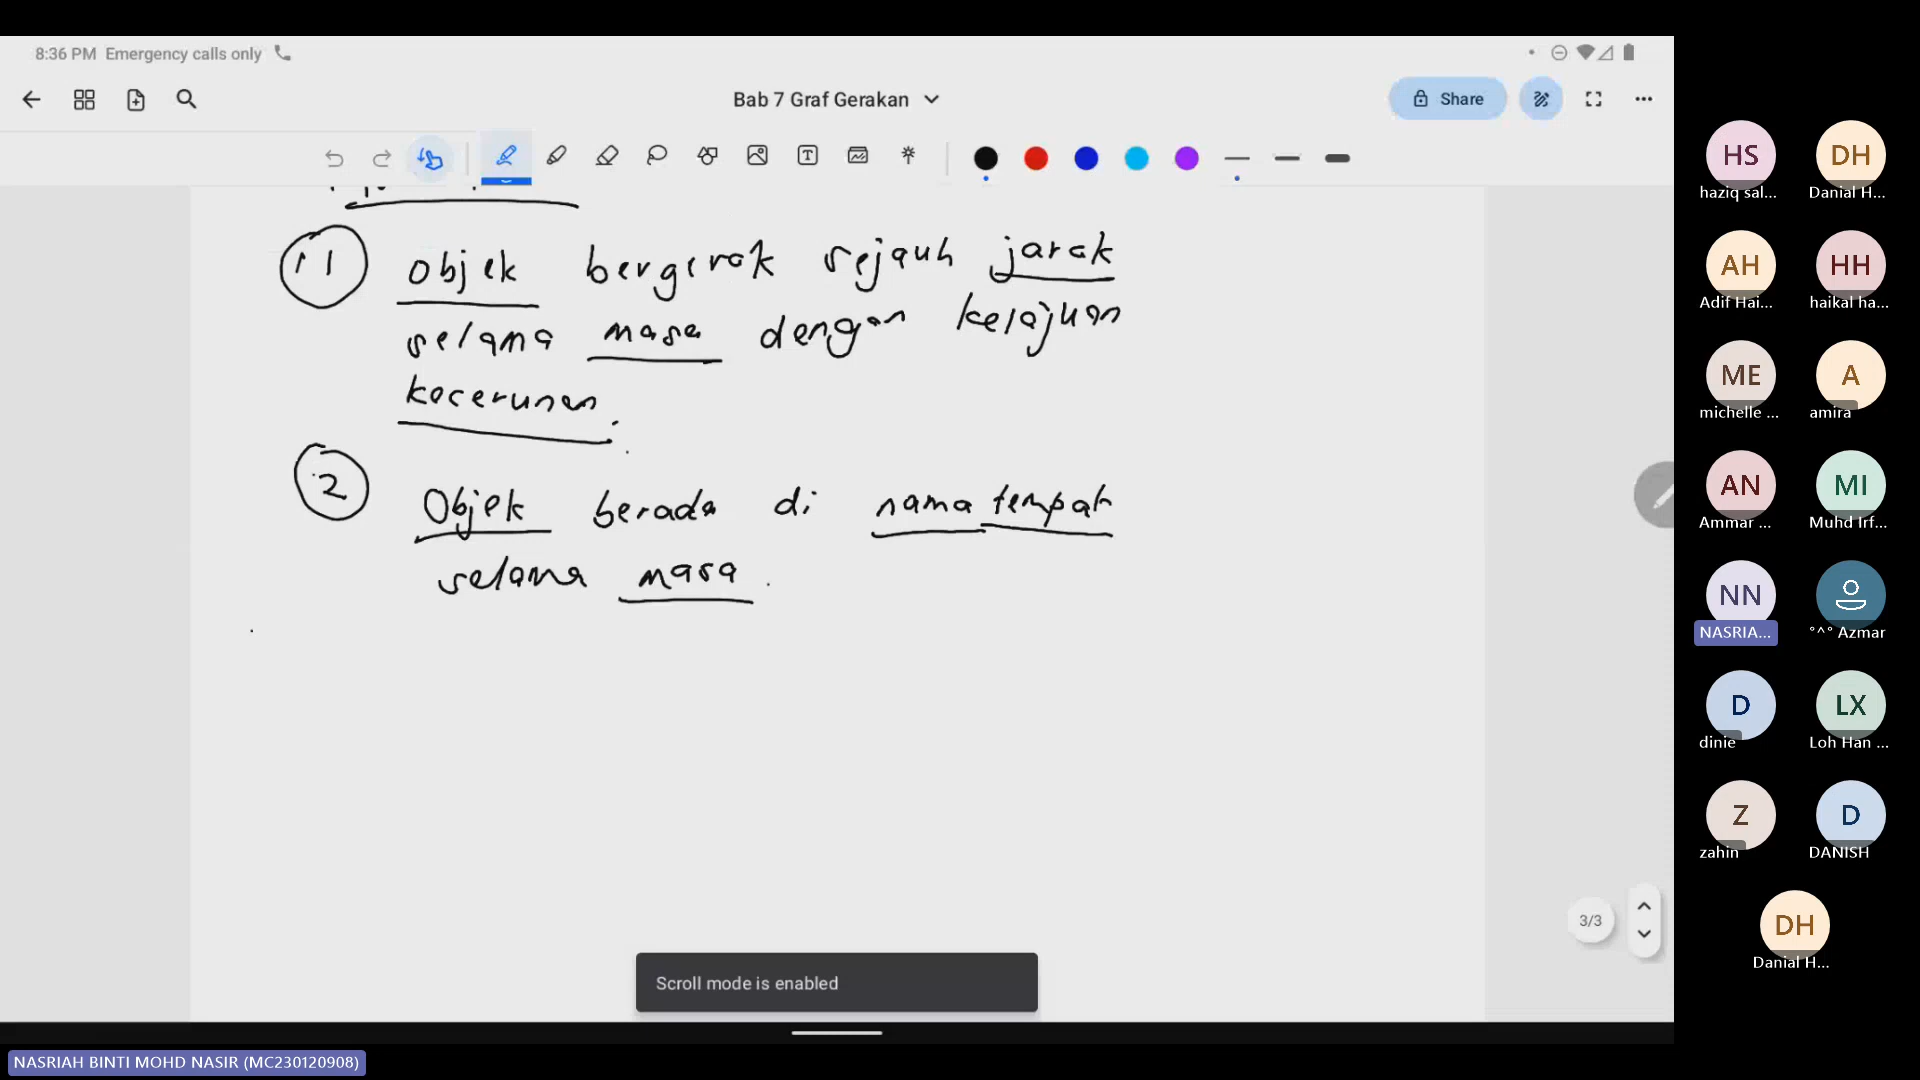 8:36 PM Emergency calls only
Bab 7 Graf Gerakan
Share
1 Objek bergerak sejauh jarak
selama masa dengan kelajuan
kecerunan.
2 Objek berada di nama tempat
selama masa.
3/3
Scroll mode is enabled
HS
haziq sal...
DH
Danial H...
AH
Adif Hai...
HH
haikal ha...
ME
michelle ...
A
amira
AN
Ammar ...
MI
Muhd Irf...
NN
NASRIA...
°^° Azmar
D
dinie
LX
Loh Han ...
Z
zahin
D
DANISH
DH
Danial H...
NASRIAH BINTI MOHD NASIR (MC230120908)